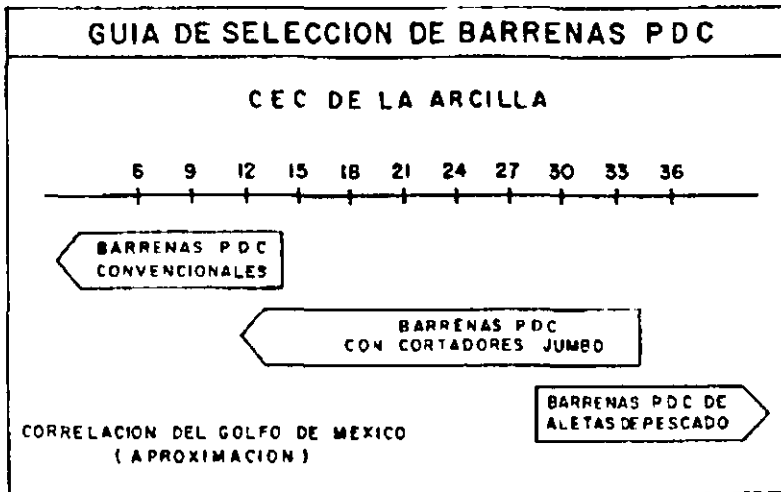 GUIA DE SELECCION DE BARRENAS PDC
CEC DE LA ARCILLA
6 9 12 15 18 21 24 27 30 33 36
BARRENAS PDC
CONVENCIONALES
BARRENAS PDC
CON CORTADORES JUMBO
BARRENAS PDC DE
ALETAS DE PESCADO
CORRELACION DEL GOLFO DE MEXICO
(APROXIMACION)